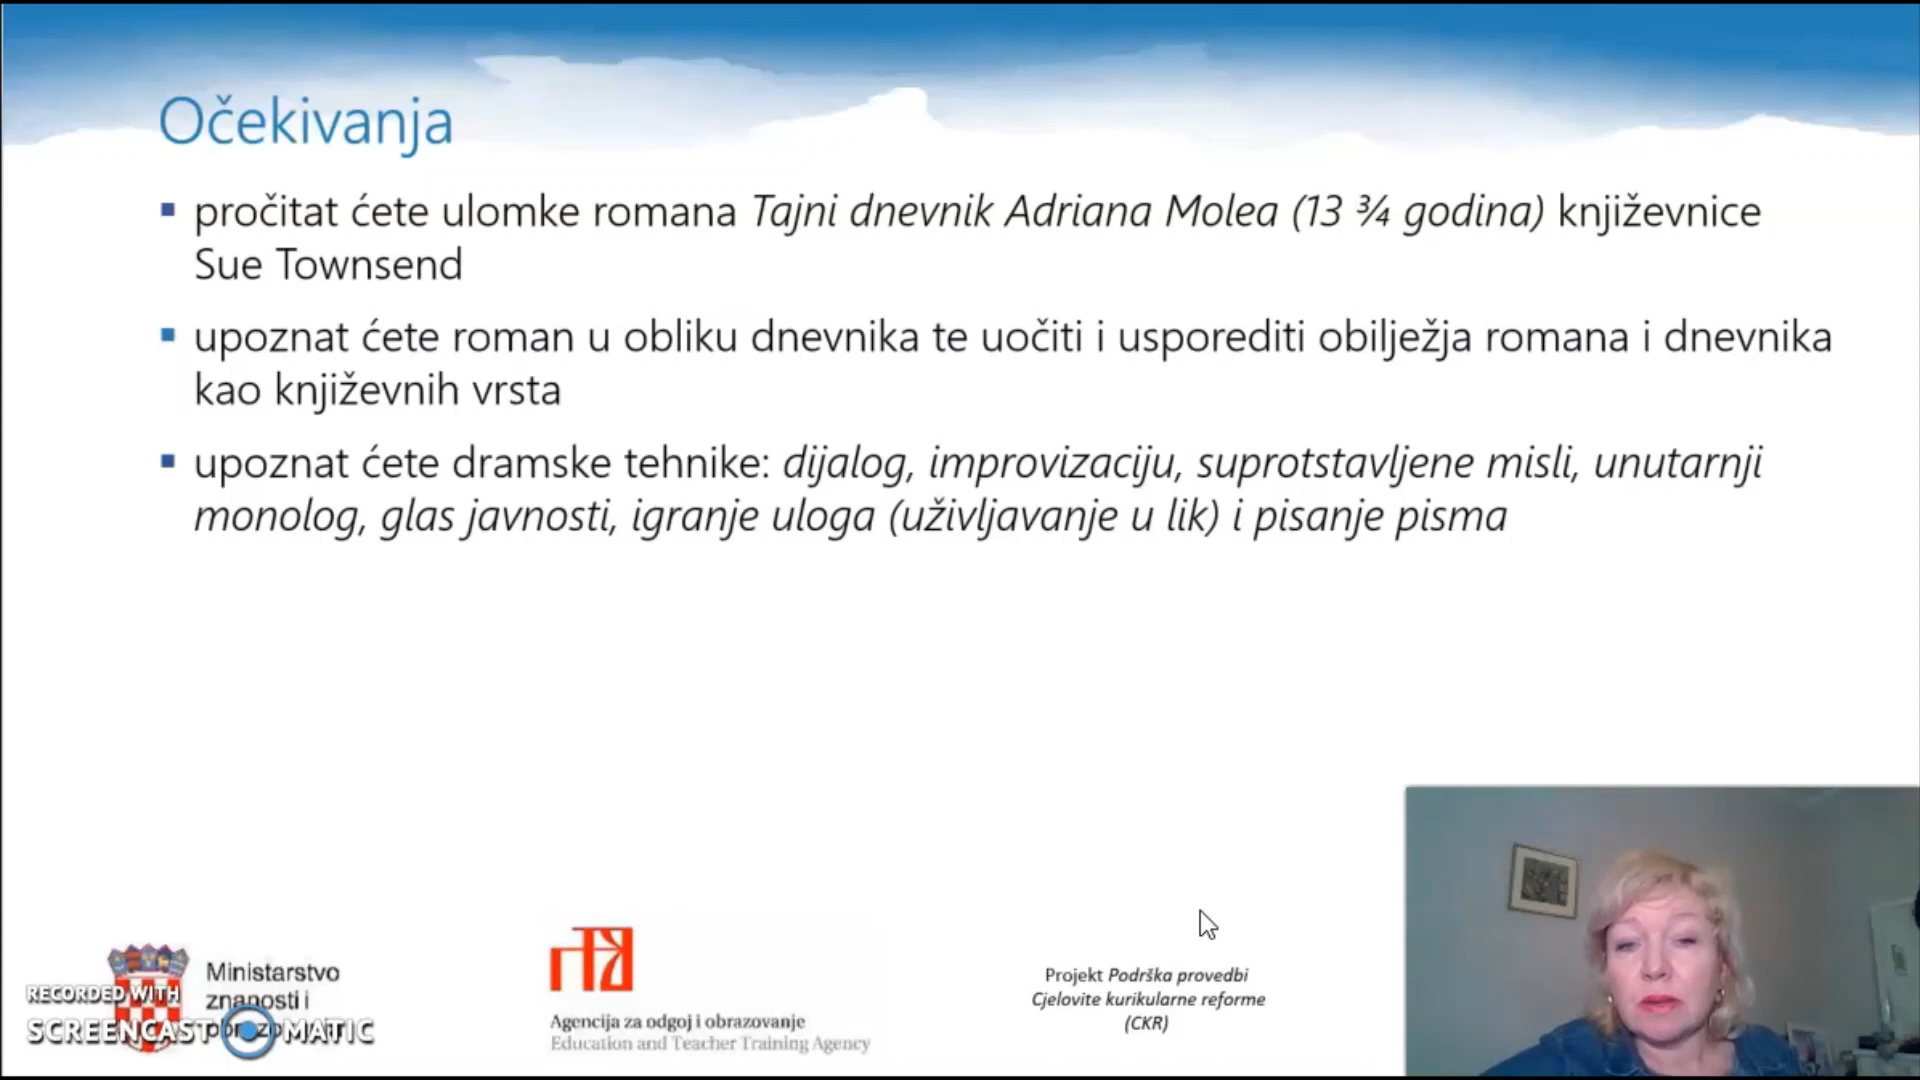 Očekivanja
pročitat ćete ulomke romana Tajni dnevnik Adriana Molea (13 ¾ godina) književnice
Sue Townsend
upoznat ćete roman u obliku dnevnika te uočiti i usporediti obilježja romana i dnevnika
kao književnih vrsta
upoznat ćete dramske tehnike: dijalog, improvizaciju, suprotstavljene misli, unutarnji
monolog, glas javnosti, igranje uloga (uživljavanje u lik) i pisanje pisma
Ministarstvo
znanosti i
RECORDED WITH
SCREENCAST MATIC
Agencija za odgoj i obrazovanje
Education and Teacher Training Agency
Projekt Podrška provedbi
Cjelovite kurikularne reforme
(CKR)